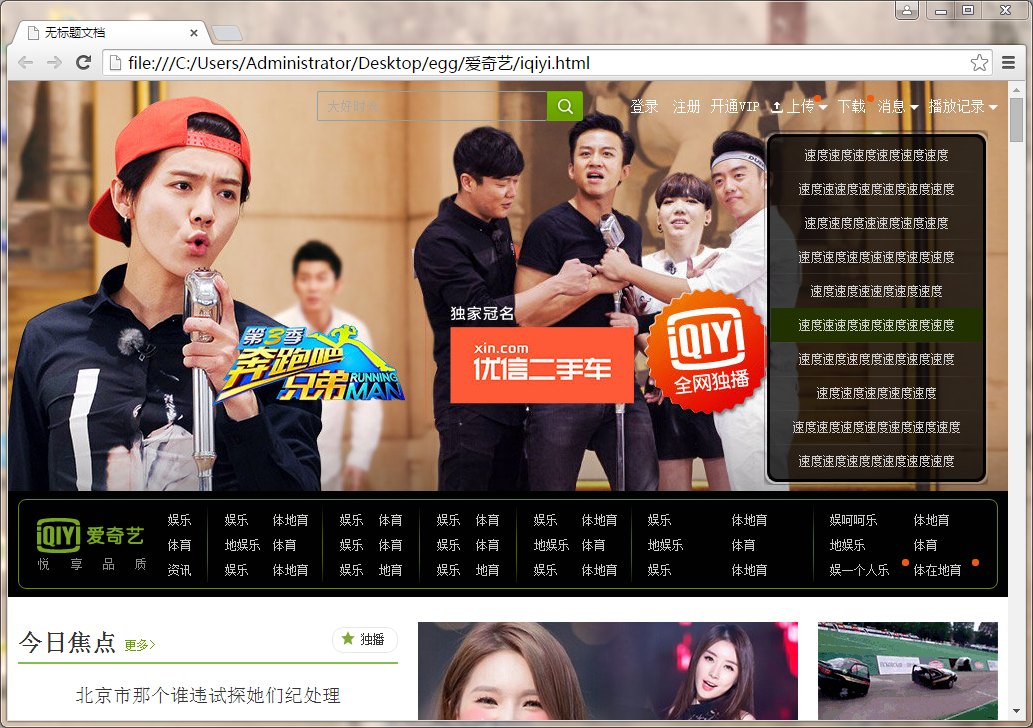 无标题文档
file:///C:/Users/Administrator/Desktop/egg/爱奇艺/iqiyi.html
登录 注册 开通VIP 上传 下载 消息 播放记录
速度速度速度速度速度速度
速度速度速度速度速度速度速
速度速度度速速度速度速度
速度速度速度速度速度度速度
速度速度速度速度速度
速度速度速度速度速度度速度
速度速度速度速度度速度速度
速度速度速度速度速度
速度速度速度速度速度速度速度
速度速度速度速度速度度速度
独家冠名
xin.com
优信二手车
QIYI
全网独播
第3季
奔跑吧
兄弟 RUNNING MAN
QIYI 爱奇艺
悦享品质
娱乐 娱乐 体地育 娱乐 体育 娱乐 体育 娱乐 体地育 娱乐 体地育 娱呵呵乐 体地育
体育 地娱乐 体育 娱乐 体育 娱乐 体育 地娱乐 体育 地娱乐 体育 地娱乐 体育
资讯 娱乐 体地育 娱乐 地育 娱乐 地育 娱乐 体地育 娱乐 体地育 娱一个人乐 体在地育
今日焦点 更多> 独播
北京市那个谁违试探她们纪处理